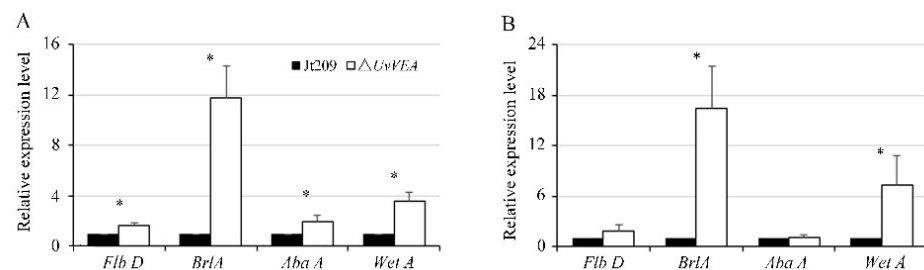 A
Relative expression level
16
12
8
4
0
Jt209 △UvVEA
*
*
*
*
Flb D BrlA Aba A Wet A
B
Relative expression level
24
18
12
6
0
*
*
Flb D BrlA Aba A Wet A